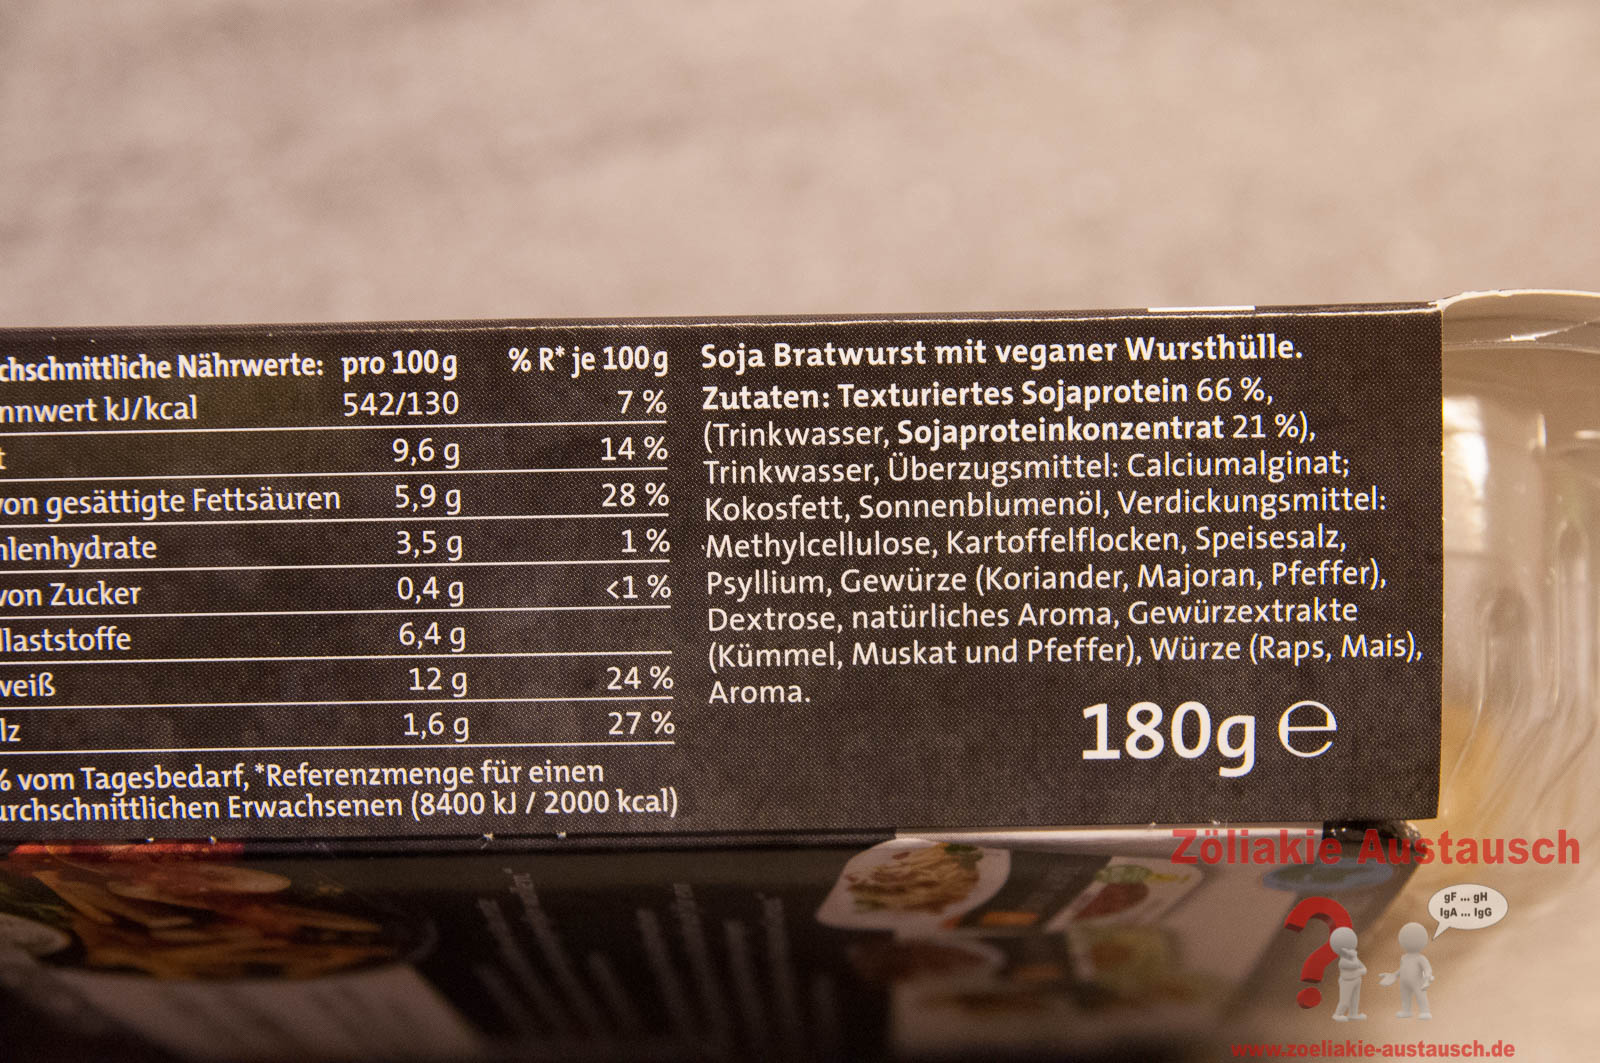 chschnittliche Nährwerte: pro 100g % R* je 100g
nnwert kJ/kcal 542/130 7 %
t 9,6 g 14 %
von gesättigte Fettsäuren 5,9 g 28 %
hlenhydrate 3,5 g 1 %
von Zucker 0,4 g <1 %
llaststoffe 6,4 g
weiß 12 g 24 %
lz 1,6 g 27 %
% vom Tagesbedarf, *Referenzmenge für einen
urchschnittlichen Erwachsenen (8400 kJ / 2000 kcal)
Soja Bratwurst mit veganer Wursthülle.
Zutaten: Texturiertes Sojaprotein 66 %,
(Trinkwasser, Sojaproteinkonzentrat 21 %),
Trinkwasser, Überzugsmittel: Calciumalginat;
Kokosfett, Sonnenblumenöl, Verdickungsmittel:
Methylcellulose, Kartoffelflocken, Speisesalz,
Psyllium, Gewürze (Koriander, Majoran, Pfeffer),
Dextrose, natürliches Aroma, Gewürzextrakte
(Kümmel, Muskat und Pfeffer), Würze (Raps, Mais),
Aroma.
180g e
Zöliakie Austausch
gF ... gH
IgA ... IgG
www.zoeliakie-austausch.de